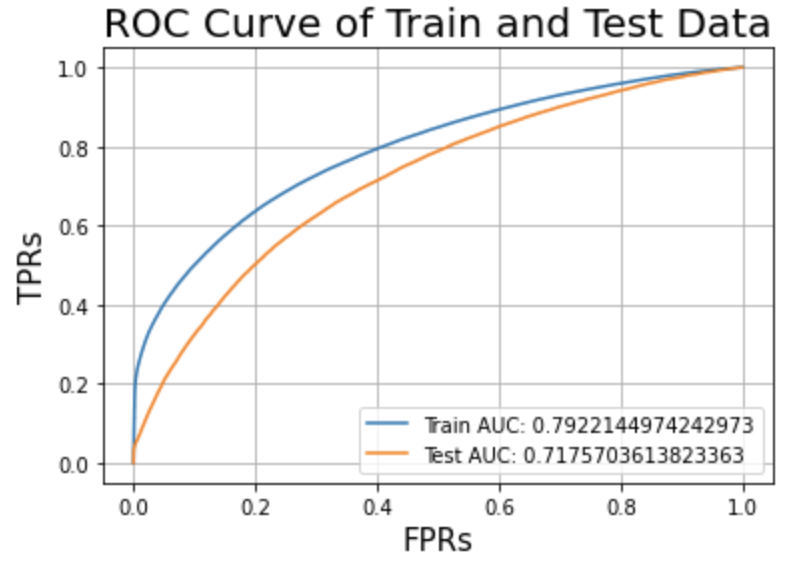 ROC Curve of Train and Test Data
1.0
0.8
0.6
0.4
0.2
0.0
TPRs
Train AUC: 0.7922144974242973
Test AUC: 0.7175703613823363
0.0 0.2 0.4 0.6 0.8 1.0
FPRs